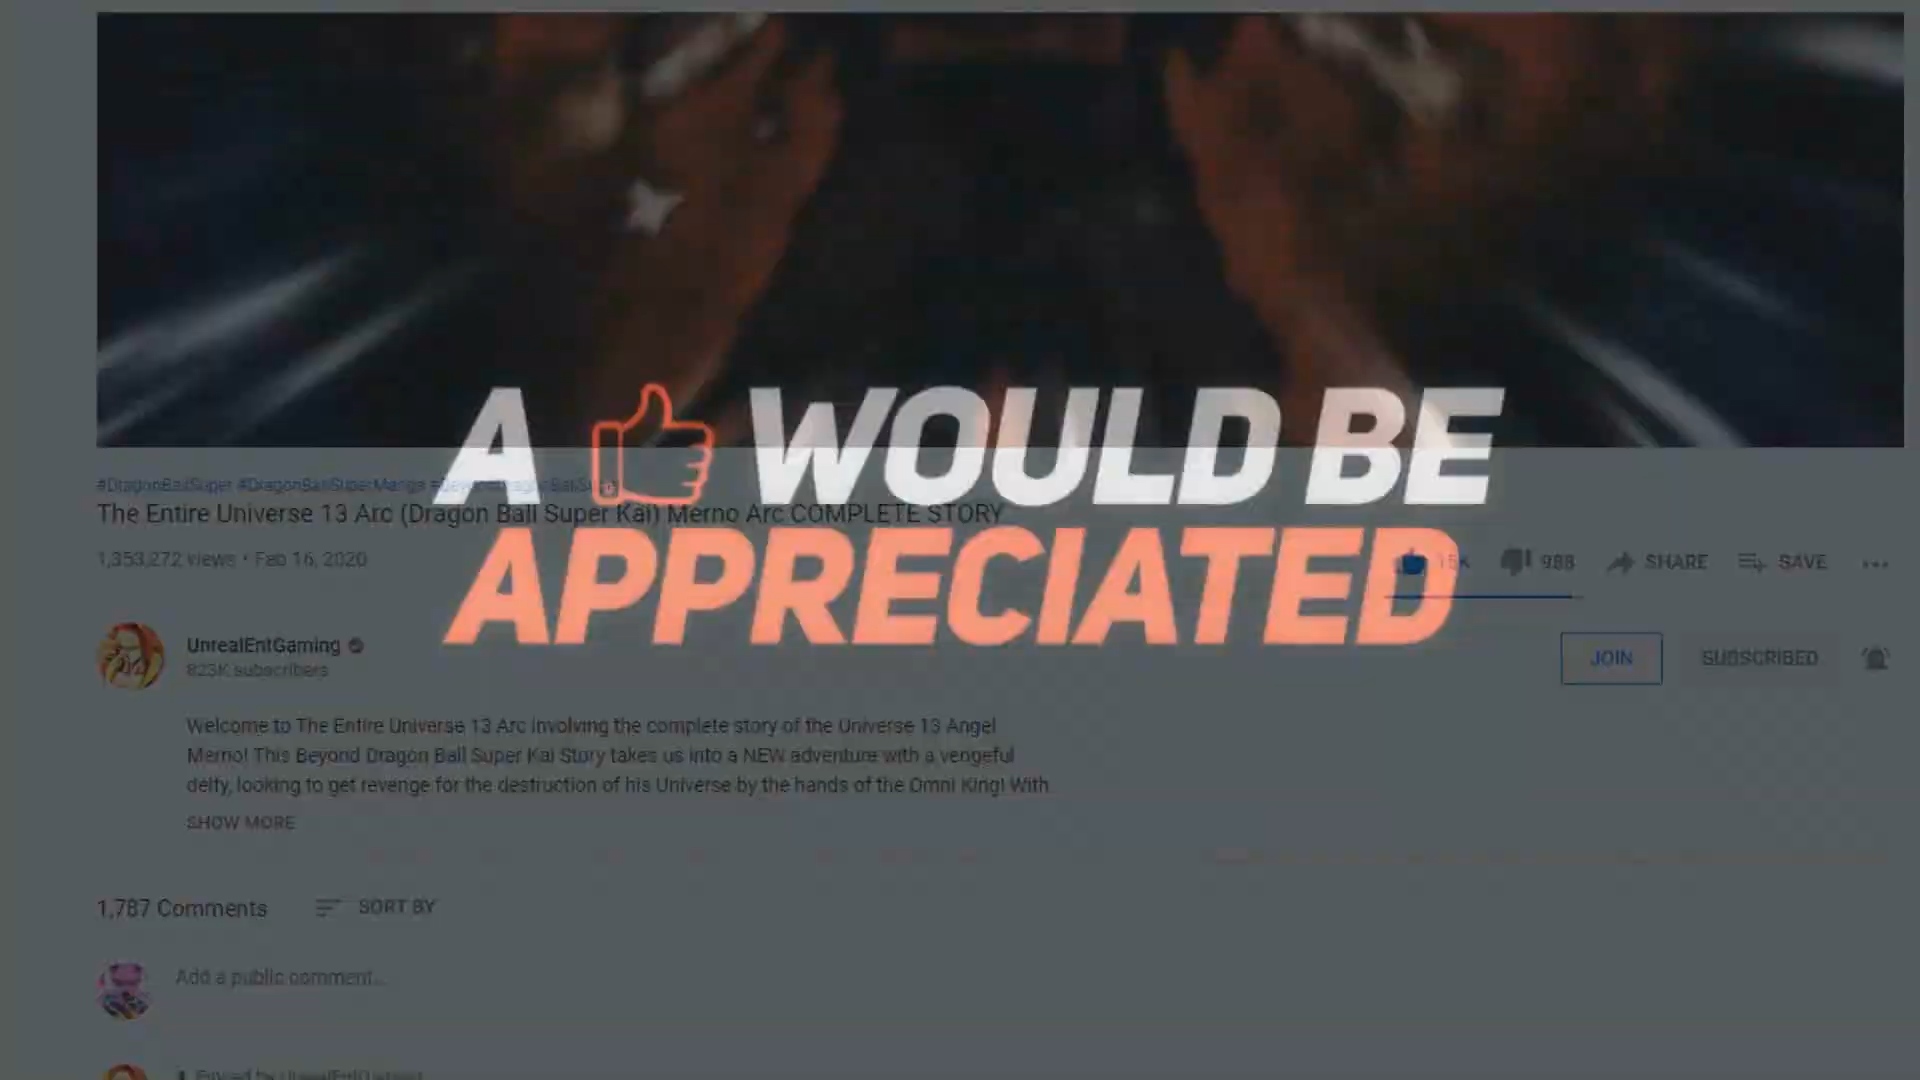 A WOULD BE
APPRECIATED
#DragonBallSuper #DragonBallSuperManga
The Entire Universe 13 Arc (Dragon Ball Super Kai) Merno Arc COMPLETE STORY
1,353,272 views • Feb 16, 2020
15K 988 SHARE SAVE
UnrealEntGaming
823K subscribers
JOIN SUBSCRIBED
Welcome to The Entire Universe 13 Arc involving the complete story of the Universe 13 Angel
Merno! This Beyond Dragon Ball Super Kai Story takes us into a NEW adventure with a vengeful
deity, looking to get revenge for the destruction of his Universe by the hands of the Omni King! With
SHOW MORE
1,787 Comments SORT BY
Add a public comment...